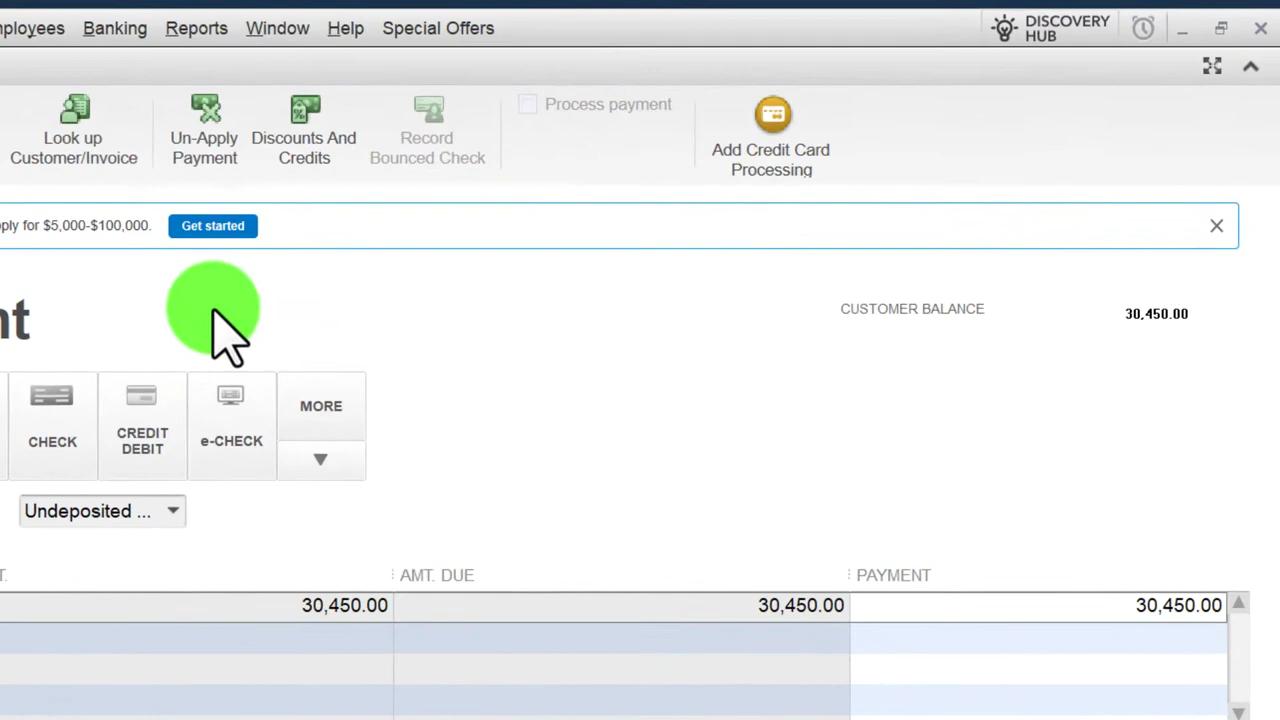 mployees Banking Reports Window Help Special Offers DISCOVERY HUB
Look up Customer/Invoice
Un-Apply Payment
Discounts And Credits
Record Bounced Check
Process payment
Add Credit Card Processing
ply for $5,000-$100,000. Get started
nt
CUSTOMER BALANCE 30,450.00
CHECK
CREDIT DEBIT
e-CHECK
MORE
Undeposited ...
T. AMT. DUE PAYMENT
30,450.00 30,450.00 30,450.00